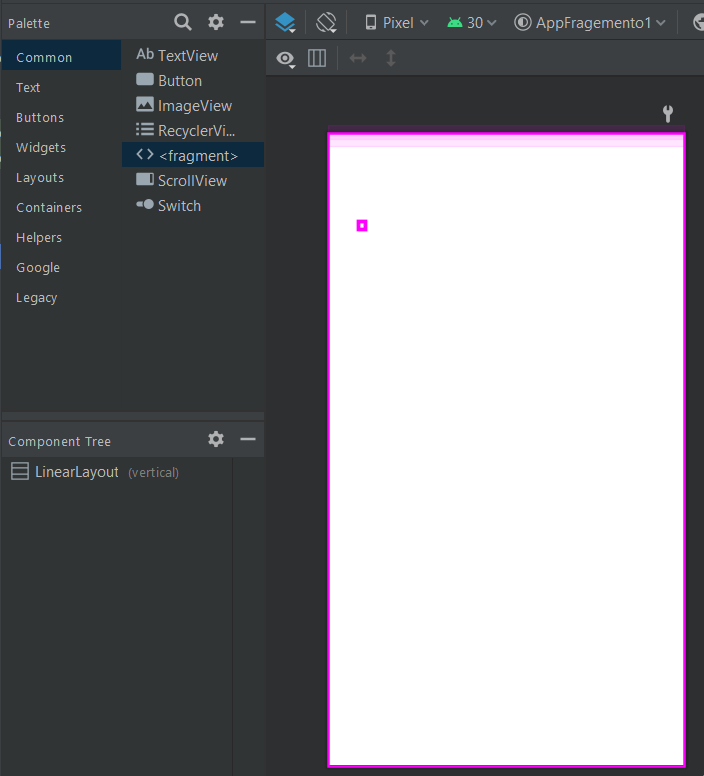 Palette
Common
Text
Buttons
Widgets
Layouts
Containers
Helpers
Google
Legacy
Ab TextView
Button
ImageView
RecyclerVi...
<fragment>
ScrollView
Switch
Pixel
30
AppFragemento1
Component Tree
LinearLayout (vertical)